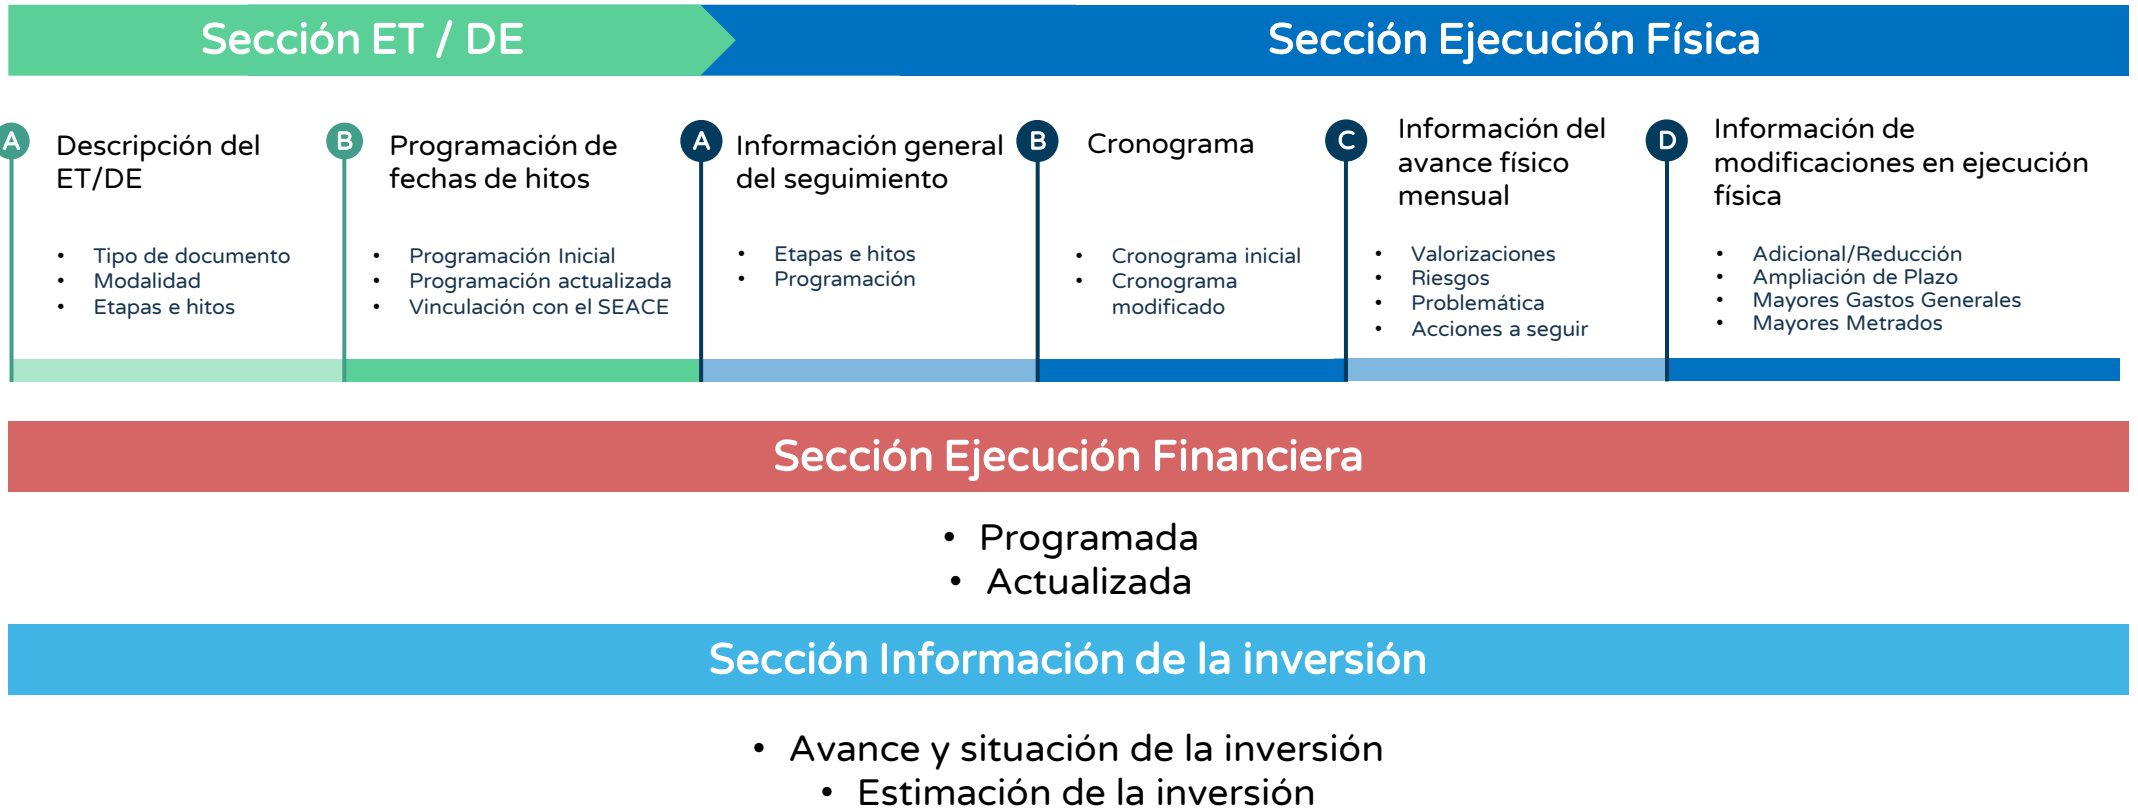 Sección ET / DE
Sección Ejecución Física
A
Descripción del
ET/DE
• Tipo de documento
• Modalidad
• Etapas e hitos
B
Programación de
fechas de hitos
• Programación Inicial
• Programación actualizada
• Vinculación con el SEACE
A
Información general
del seguimiento
• Etapas e hitos
• Programación
B
Cronograma
• Cronograma inicial
• Cronograma
modificado
C
Información del
avance físico
mensual
• Valorizaciones
• Riesgos
• Problemática
• Acciones a seguir
D
Información de
modificaciones en ejecución
física
• Adicional/Reducción
• Ampliación de Plazo
• Mayores Gastos Generales
• Mayores Metrados
Sección Ejecución Financiera
• Programada
• Actualizada
Sección Información de la inversión
• Avance y situación de la inversión
• Estimación de la inversión